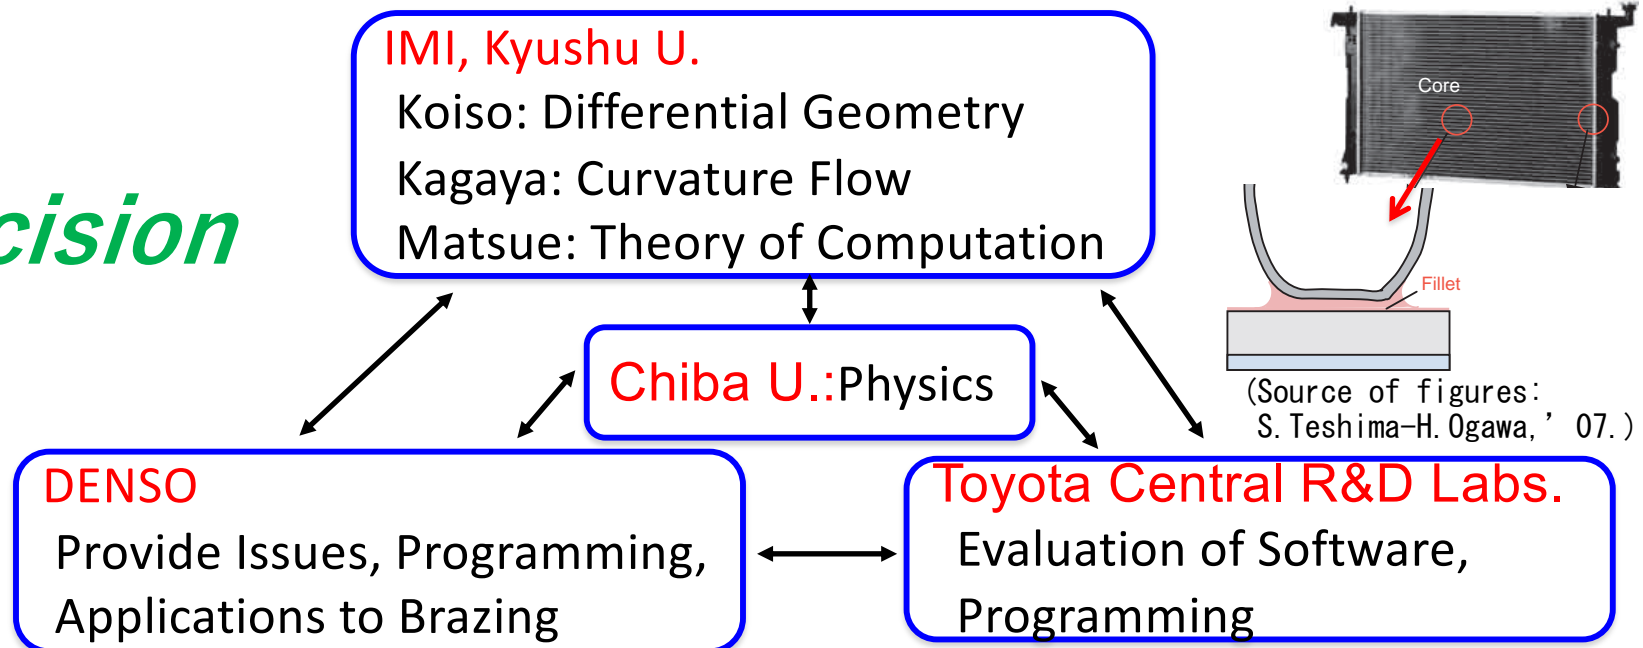 IMI, Kyushu U.
Koiso: Differential Geometry
Kagaya: Curvature Flow
Matsue: Theory of Computation
cision
Core
Fillet
(Source of figures:
S.Teshima-H.Ogawa,’ 07.)
Chiba U.:Physics
DENSO
Provide Issues, Programming,
Applications to Brazing
Toyota Central R&D Labs.
Evaluation of Software,
Programming